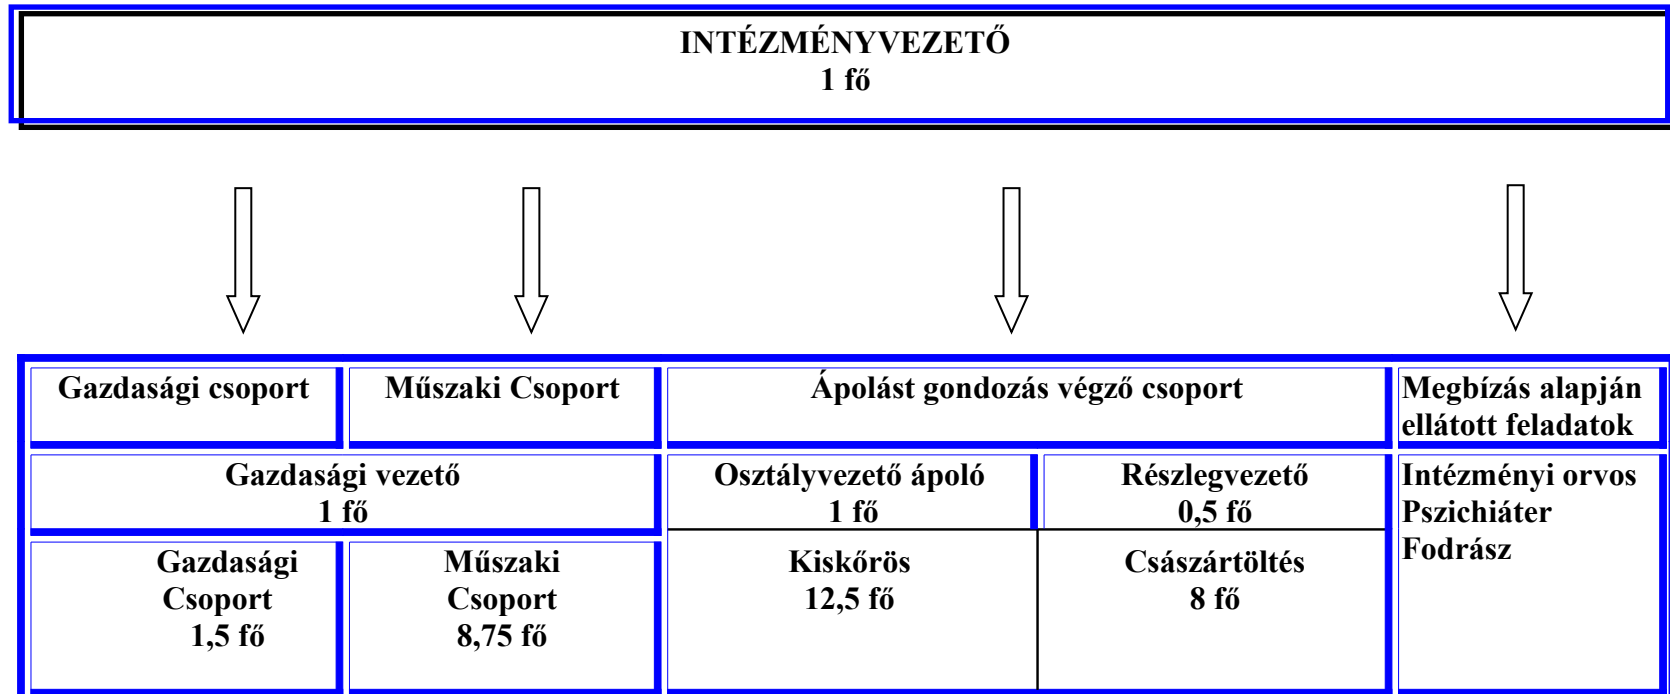 INTÉZMÉNYVEZETŐ
1 fő
Gazdasági csoport
Műszaki Csoport
Ápolást gondozás végző csoport
Megbízás alapján
ellátott feladatok
Gazdasági vezető
1 fő
Osztályvezető ápoló
1 fő
Részlegvezető
0,5 fő
Intézményi orvos
Pszichiáter
Fodrász
Gazdasági
Csoport
1,5 fő
Műszaki
Csoport
8,75 fő
Kiskőrös
12,5 fő
Császártöltés
8 fő